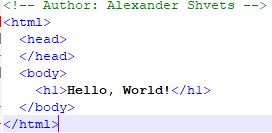 <!-- Author: Alexander Shvets -->
<html>
  <head>
  </head>
  <body>
    <h1>Hello, World!</h1>
  </body>
</html>